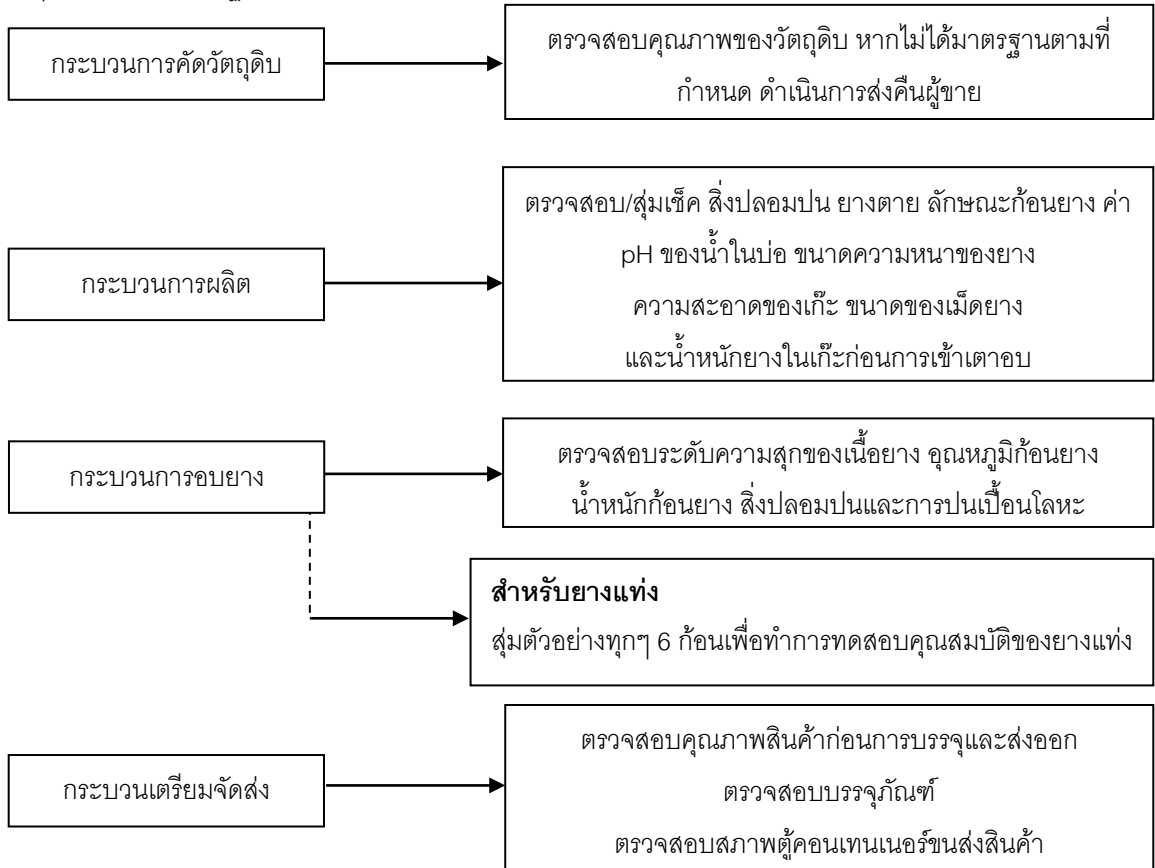 กระบวนการคัดวัตถุดิบ
ตรวจสอบคุณภาพของวัตถุดิบ หากไม่ได้มาตรฐานตามที่
กำหนด ดำเนินการส่งคืนผู้ขาย
กระบวนการผลิต
ตรวจสอบ/สุ่มเช็ค สิ่งปลอมปน ยางตาย ลักษณะก้อนยาง ค่า
pH ของน้ำในบ่อ ขนาดความหนาของยาง
ความสะอาดของเก๊ะ ขนาดของเม็ดยาง
และน้ำหนักยางในเก๊ะก่อนการเข้าเตาอบ
กระบวนการอบยาง
ตรวจสอบระดับความสุกของเนื้อยาง อุณหภูมิก้อนยาง
น้ำหนักก้อนยาง สิ่งปลอมปนและการปนเปื้อนโลหะ
สำหรับยางแท่ง
สุ่มตัวอย่างทุกๆ 6 ก้อนเพื่อทำการทดสอบคุณสมบัติของยางแท่ง
กระบวนเตรียมจัดส่ง
ตรวจสอบคุณภาพสินค้าก่อนการบรรจุและส่งออก
ตรวจสอบบรรจุภัณฑ์
ตรวจสอบสภาพตู้คอนเทนเนอร์ขนส่งสินค้า